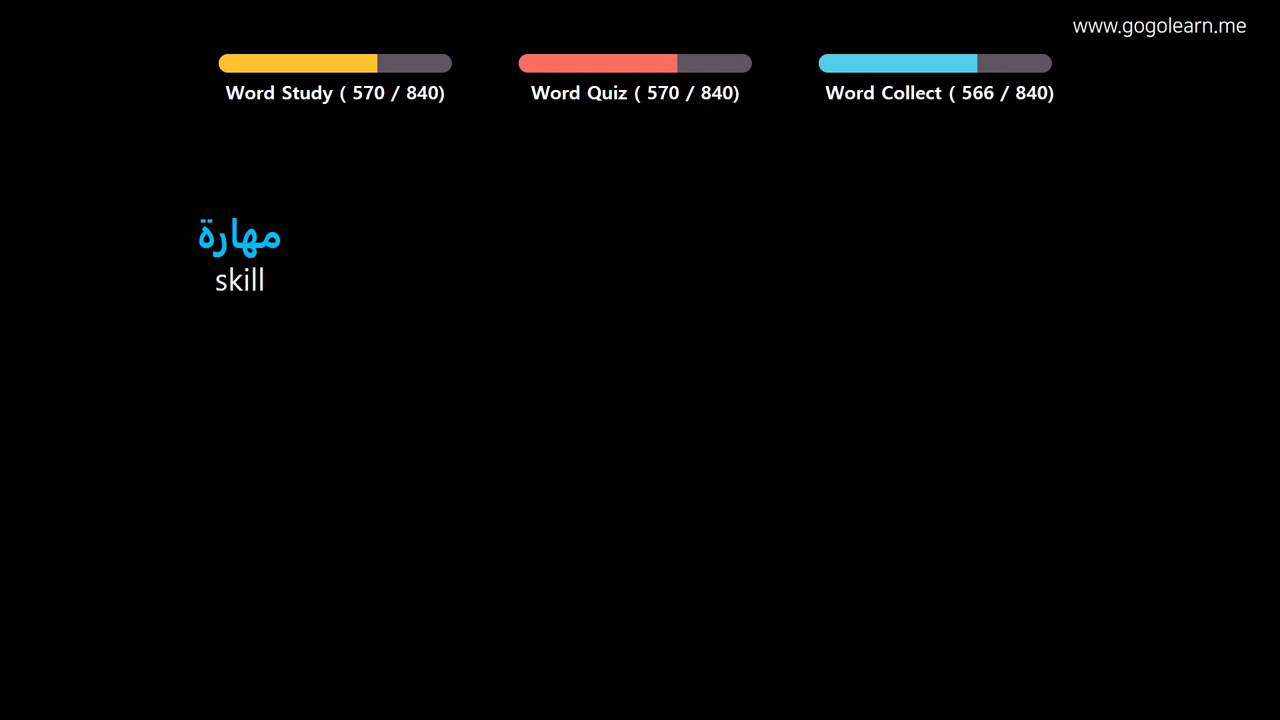 www.gogolearn.me
Word Study ( 570 / 840)
Word Quiz ( 570 / 840)
Word Collect ( 566 / 840)
مهارة
skill